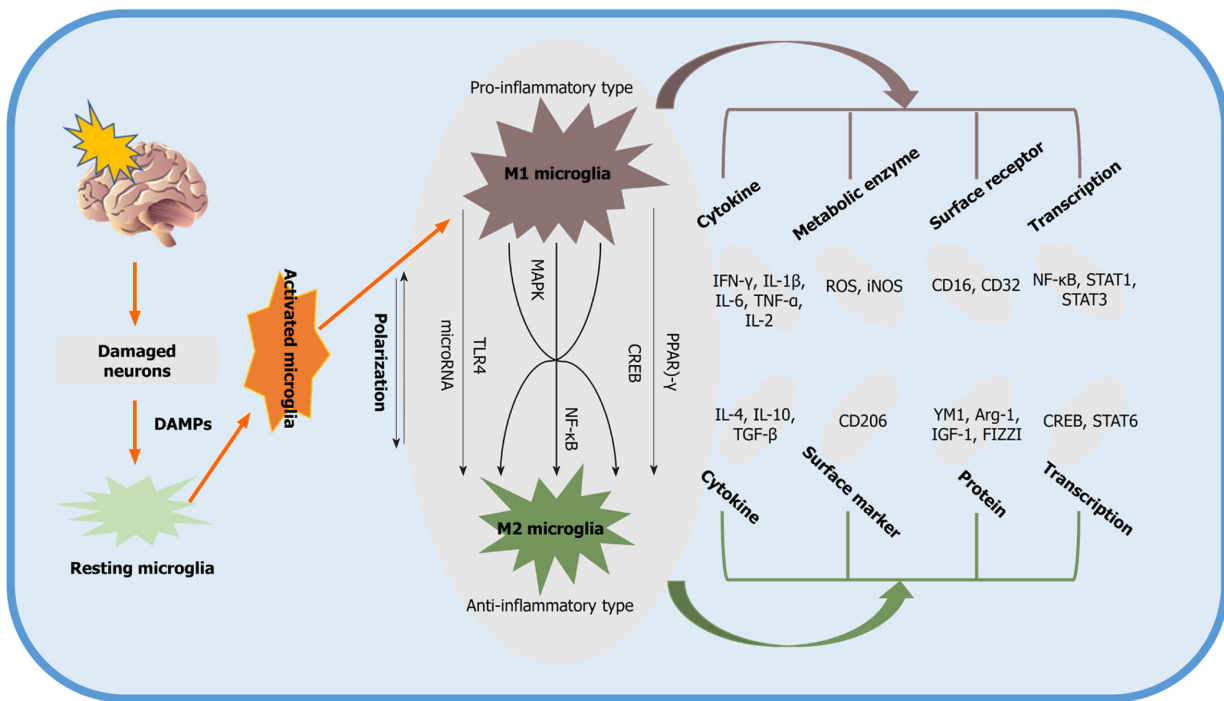 Damaged
neurons
DAMPs
Resting microglia
Activated microglia
Polarization
Pro-inflammatory type
M1 microglia
microRNA
TLR4
MAPK
NF-κB
CREB
PPAR)-γ
M2 microglia
Anti-inflammatory type
Cytokine
Metabolic enzyme
Surface receptor
Transcription
IFN-γ, IL-1β,
IL-6, TNF-α,
IL-2
ROS, iNOS
CD16, CD32
NF-κB, STAT1,
STAT3
IL-4, IL-10,
TGF-β
CD206
YM1, Arg-1,
IGF-1, FIZZI
CREB, STAT6
Cytokine
Surface marker
Protein
Transcription